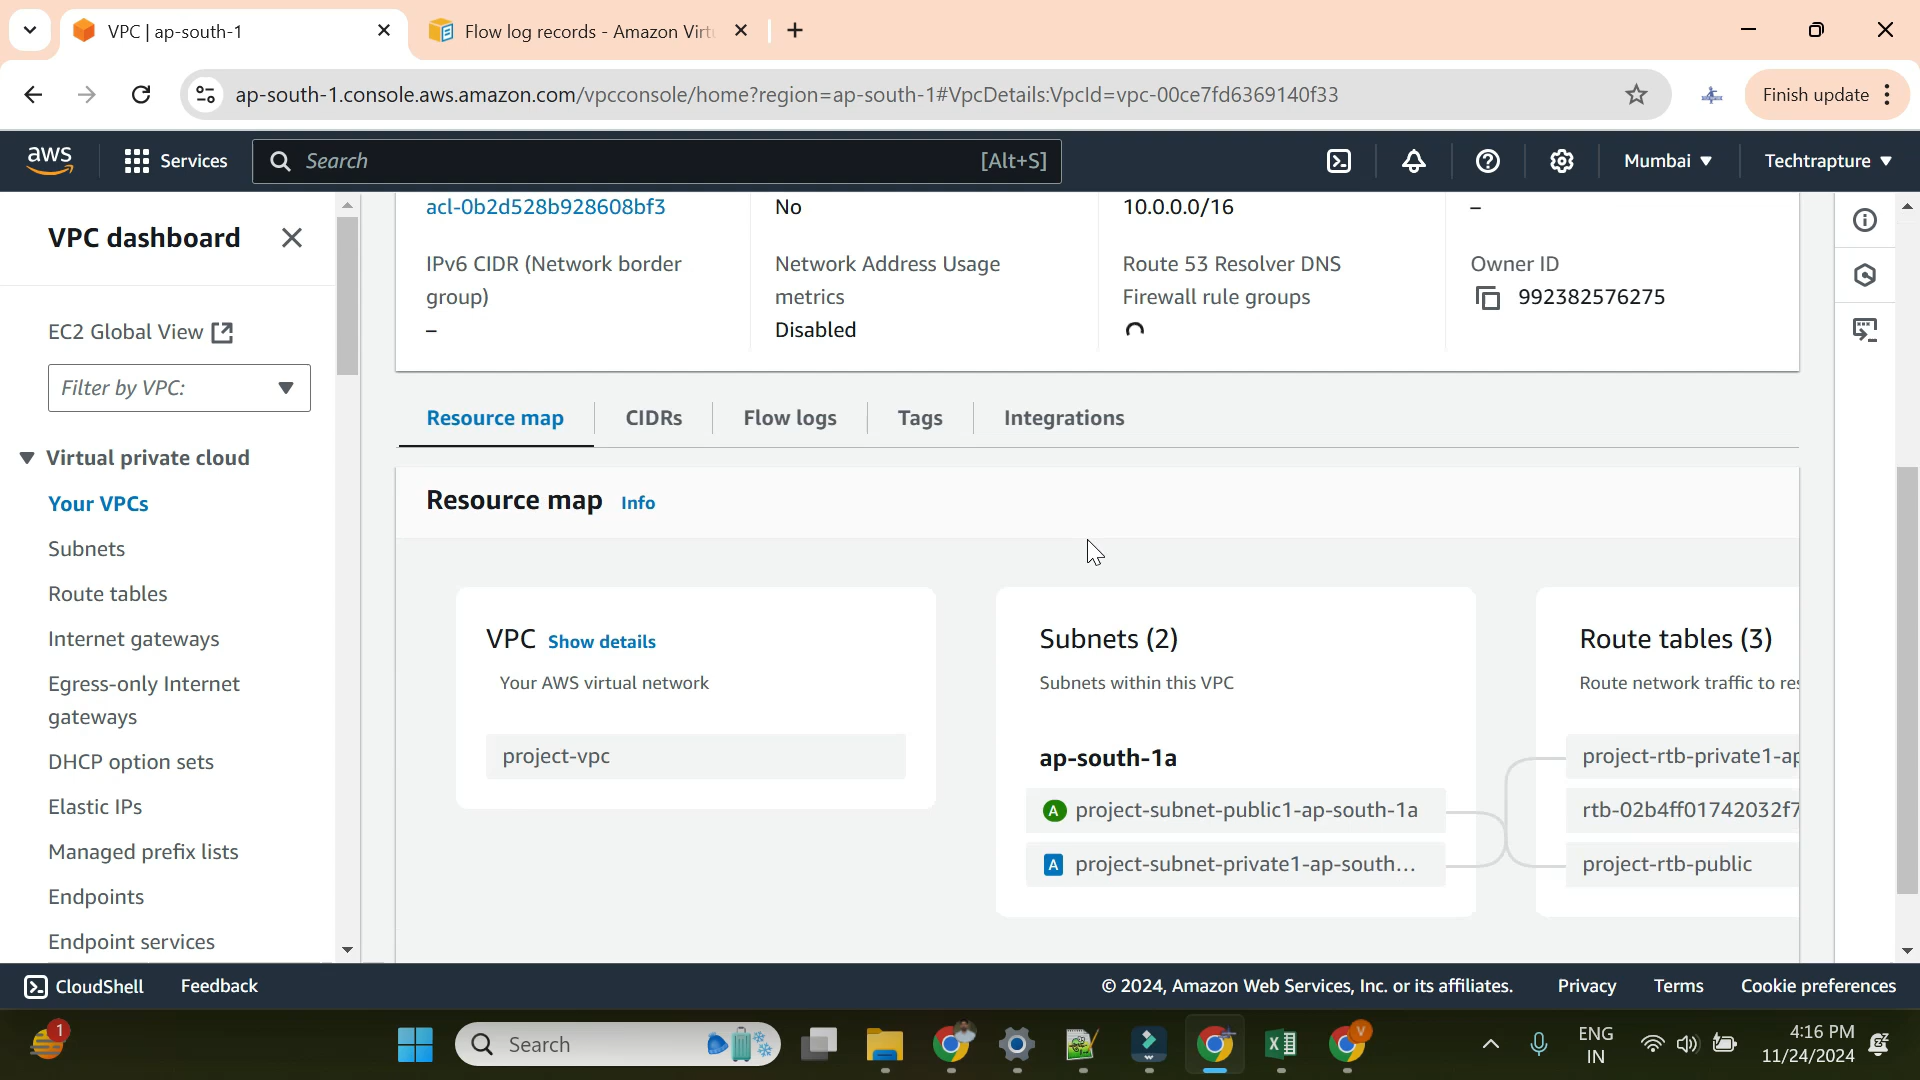 VPC | ap-south-1
Flow log records - Amazon Virt
ap-south-1.console.aws.amazon.com/vpcconsole/home?region=ap-south-1#VpcDetails:VpcId=vpc-00ce7fd6369140f33
Finish update
aws
Services
Search
[Alt+S]
Mumbai
Techtrapture
VPC dashboard
EC2 Global View
Filter by VPC:
Virtual private cloud
Your VPCs
Subnets
Route tables
Internet gateways
Egress-only Internet
gateways
DHCP option sets
Elastic IPs
Managed prefix lists
Endpoints
Endpoint services
acl-0b2d528b928608bf3
No
10.0.0.0/16
–
IPv6 CIDR (Network border
group)
–
Network Address Usage
metrics
Disabled
Route 53 Resolver DNS
Firewall rule groups
Owner ID
992382576275
Resource map
CIDRs
Flow logs
Tags
Integrations
Resource map Info
VPC Show details
Your AWS virtual network
project-vpc
Subnets (2)
Subnets within this VPC
ap-south-1a
A project-subnet-public1-ap-south-1a
A project-subnet-private1-ap-south...
Route tables (3)
Route network traffic to res
project-rtb-private1-ap
rtb-02b4ff01742032f7
project-rtb-public
CloudShell
Feedback
© 2024, Amazon Web Services, Inc. or its affiliates.
Privacy
Terms
Cookie preferences
1
Search
V
ENG
IN
4:16 PM
11/24/2024